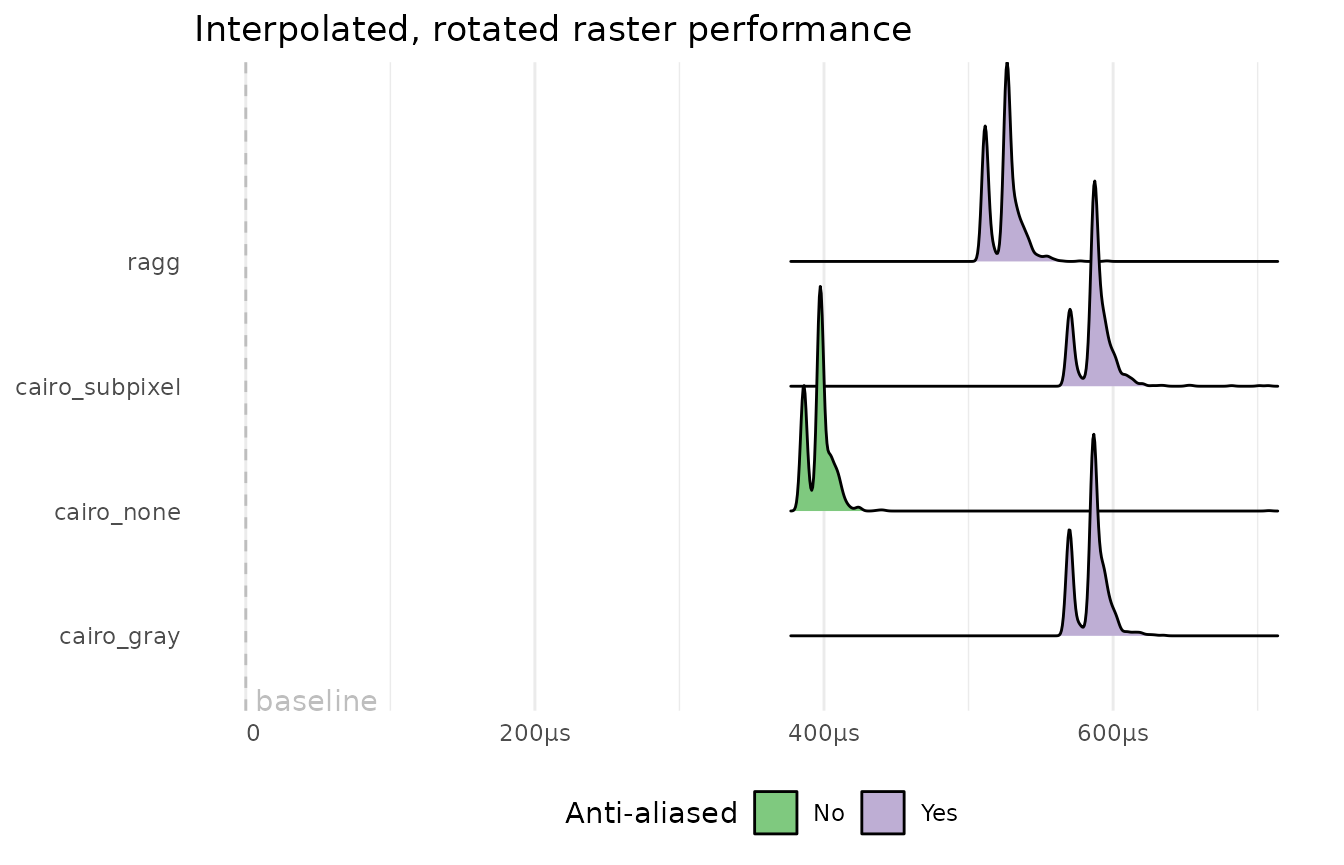 Interpolated, rotated raster performance
ragg
cairo_subpixel
cairo_none
cairo_gray
baseline
0 200µs 400µs 600µs
Anti-aliased No Yes